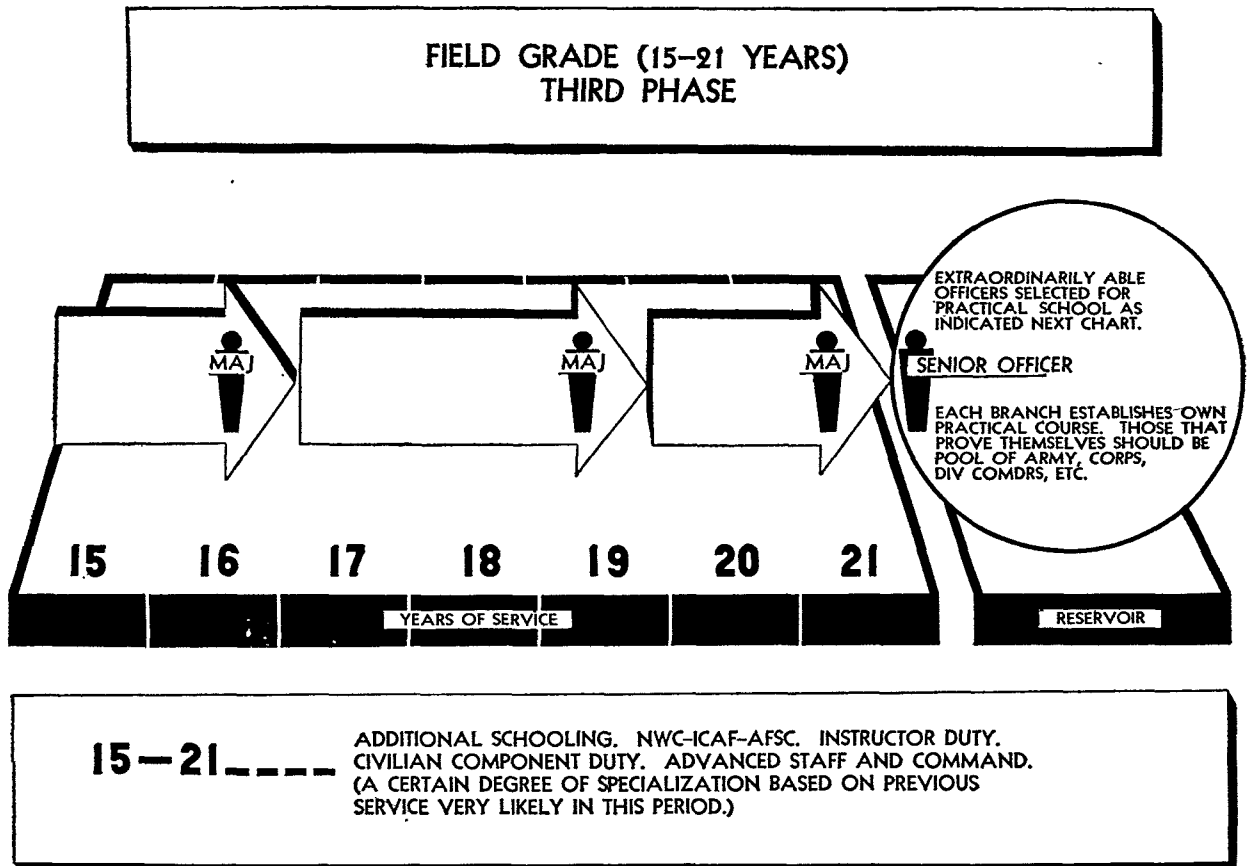 FIELD GRADE (15–21 YEARS)
THIRD PHASE
EXTRAORDINARILY ABLE
OFFICERS SELECTED FOR
PRACTICAL SCHOOL AS
INDICATED NEXT CHART.
MAJ MAJ MAJ SENIOR OFFICER
EACH BRANCH ESTABLISHES OWN
PRACTICAL COURSE. THOSE THAT
PROVE THEMSELVES SHOULD BE
POOL OF ARMY, CORPS,
DIV COMDRS, ETC.
15 16 17 18 19 20 21
YEARS OF SERVICE RESERVOIR
15–21____ ADDITIONAL SCHOOLING. NWC-ICAF-AFSC. INSTRUCTOR DUTY.
CIVILIAN COMPONENT DUTY. ADVANCED STAFF AND COMMAND.
(A CERTAIN DEGREE OF SPECIALIZATION BASED ON PREVIOUS
SERVICE VERY LIKELY IN THIS PERIOD.)